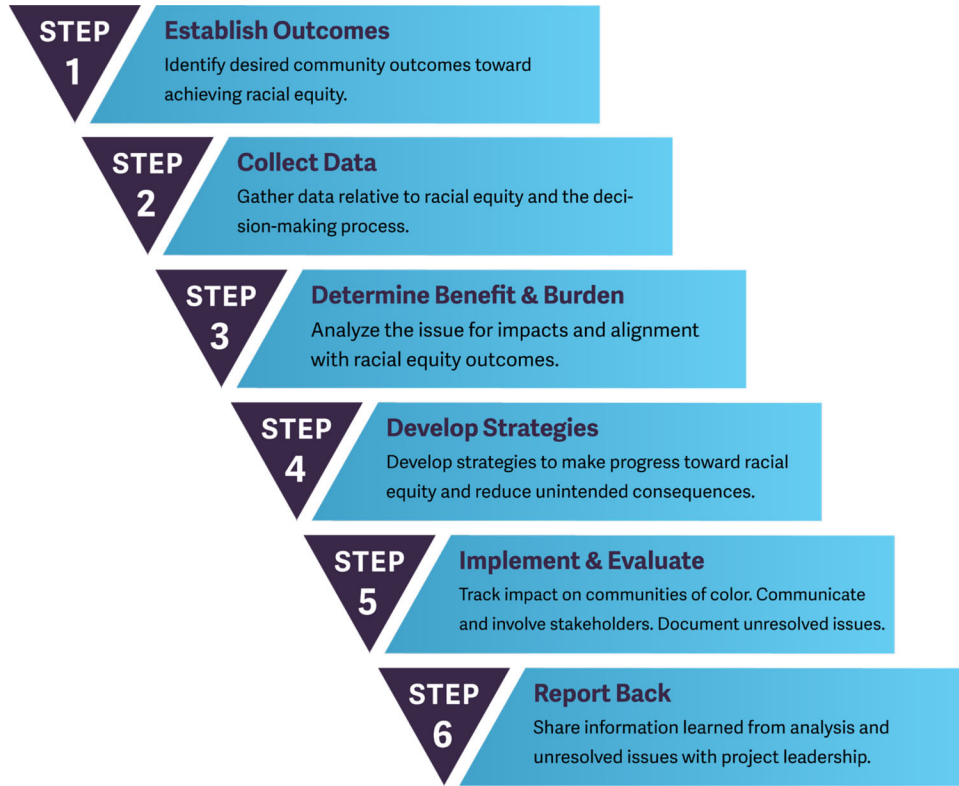 STEP
1
Establish Outcomes
Identify desired community outcomes toward
achieving racial equity.
STEP
2
Collect Data
Gather data relative to racial equity and the deci-
sion-making process.
STEP
3
Determine Benefit & Burden
Analyze the issue for impacts and alignment
with racial equity outcomes.
STEP
4
Develop Strategies
Develop strategies to make progress toward racial
equity and reduce unintended consequences.
STEP
5
Implement & Evaluate
Track impact on communities of color. Communicate
and involve stakeholders. Document unresolved issues.
STEP
6
Report Back
Share information learned from analysis and
unresolved issues with project leadership.